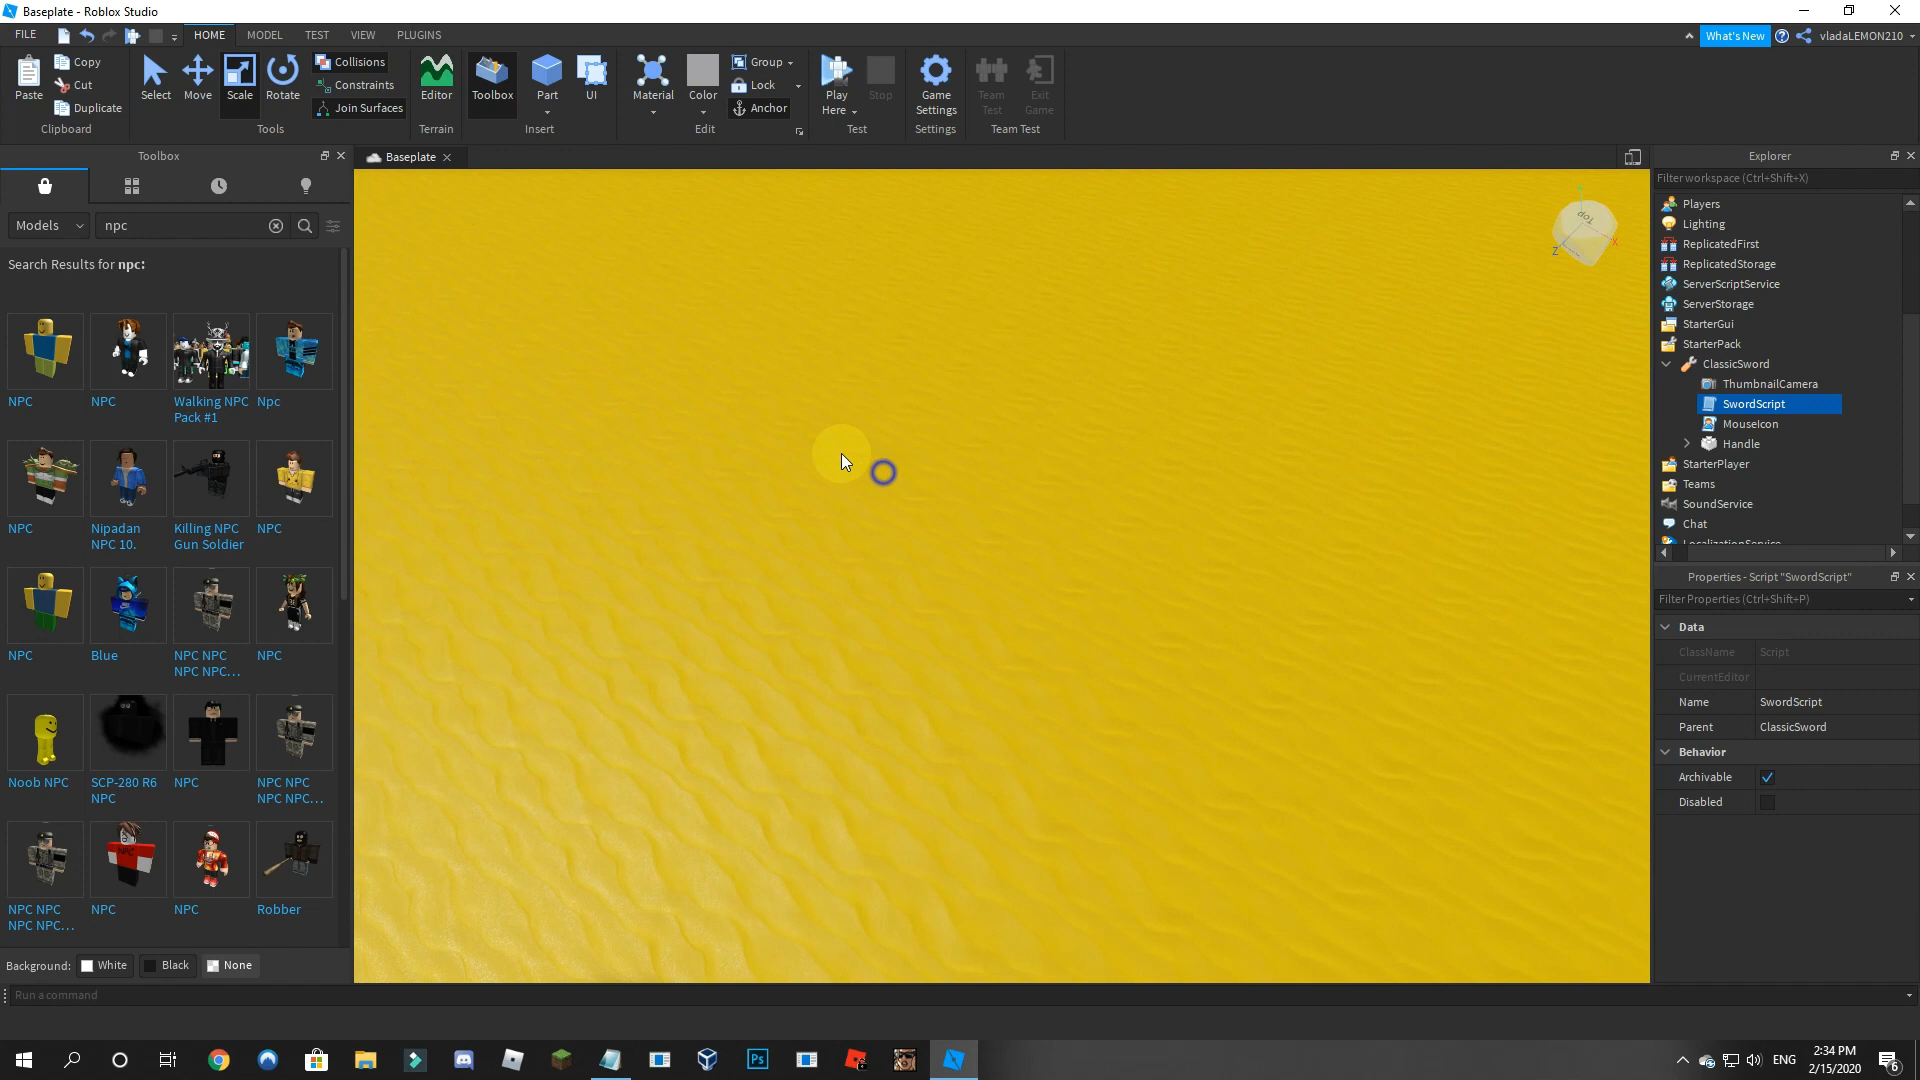 Baseplate - Roblox Studio
FILE
HOME
MODEL
TEST
VIEW
PLUGINS
What's New
vladaLEMON210
Paste
Copy
Cut
Duplicate
Clipboard
Select
Move
Scale
Rotate
Collisions
Constraints
Join Surfaces
Tools
Editor
Terrain
Toolbox
Part
UI
Insert
Material
Color
Group
Lock
Anchor
Edit
Play
Here
Stop
Test
Game
Settings
Settings
Team
Test
Exit
Game
Team Test
Toolbox
Models
npc
Search Results for npc:
NPC
NPC
Walking NPC
Pack #1
Npc
NPC
Nipadan
NPC 10.
Killing NPC
Gun Soldier
NPC
NPC
Blue
NPC NPC
NPC NPC...
NPC
Noob NPC
SCP-280 R6
NPC
NPC
NPC NPC
NPC NPC...
NPC NPC
NPC NPC...
NPC
NPC
Robber
Background:
White
Black
None
Run a command
Baseplate
Top
Z
X
Explorer
Filter workspace (Ctrl+Shift+X)
Players
Lighting
ReplicatedFirst
ReplicatedStorage
ServerScriptService
ServerStorage
StarterGui
StarterPack
ClassicSword
ThumbnailCamera
SwordScript
MouseIcon
Handle
StarterPlayer
Teams
SoundService
Chat
LocalizationService
Properties - Script "SwordScript"
Filter Properties (Ctrl+Shift+P)
Data
ClassName Script
CurrentEditor
Name SwordScript
Parent ClassicSword
Behavior
Archivable
Disabled
Ps
ENG
2:34 PM
2/15/2020
6